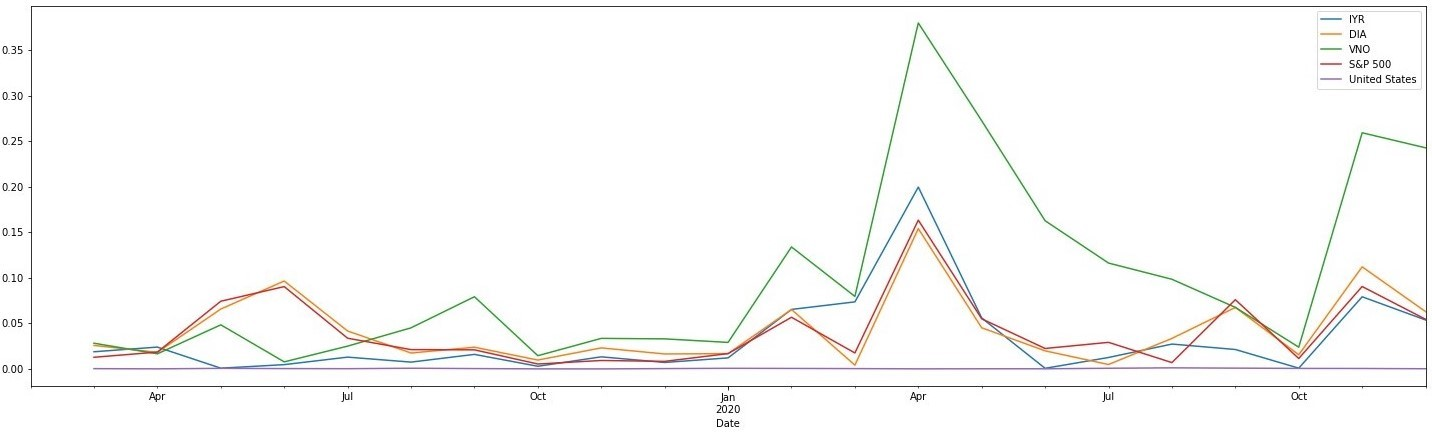 0.35
0.30
0.25
0.20
0.15
0.10
0.05
0.00
IYR
DIA
VNO
S&P 500
United States
Apr Jul Oct Jan Apr Jul Oct
2020
Date